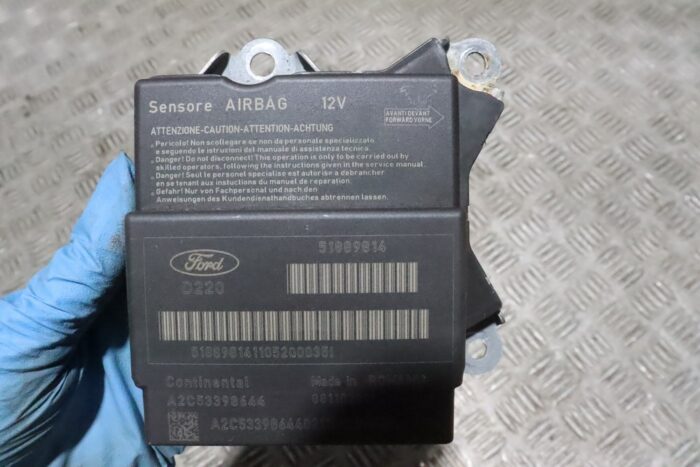 Sensore AIRBAG 12V
AVANTI DEVANT
FORWARD VORNE
ATTENZIONE-CAUTION-ATTENTION-ACHTUNG
• Pericolo! Non scollegare se non da personale specializzato
e seguendo le istruzioni del manuale di assistenza tecnica.
• Danger! Do not disconnect! This operation is only to be carried out by
skilled operators, following the instructions given in the service manual.
• Danger! Seul le personel specialise est autorise a debrancher
en se tenant aux instuctions du manuel de reparation.
• Gefahr! Nur von Fachpersonal und nach den
Anweisungen des Kundendienathandbuches abtrennen lassen.
51889814
Ford
D220
Continental Made in
A2C53398644